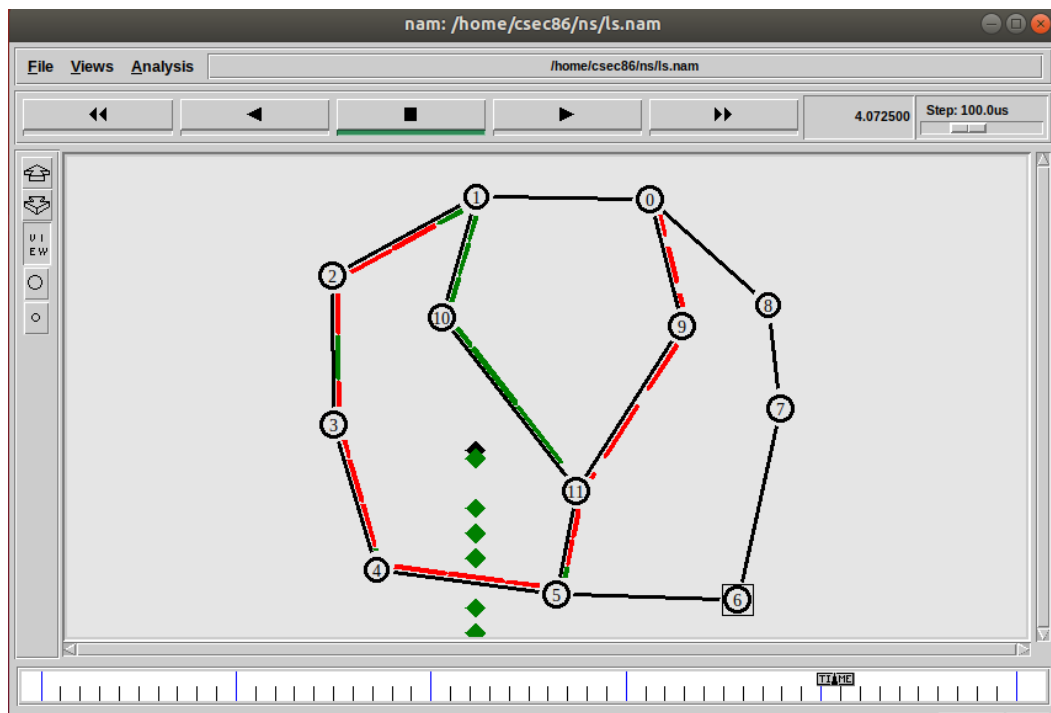 nam: /home/csec86/ns/ls.nam
File Views Analysis /home/csec86/ns/ls.nam
4.072500 Step: 100.0us
V I
E W
1
0
2
8
10
9
7
3
11
4
5
6
TIME